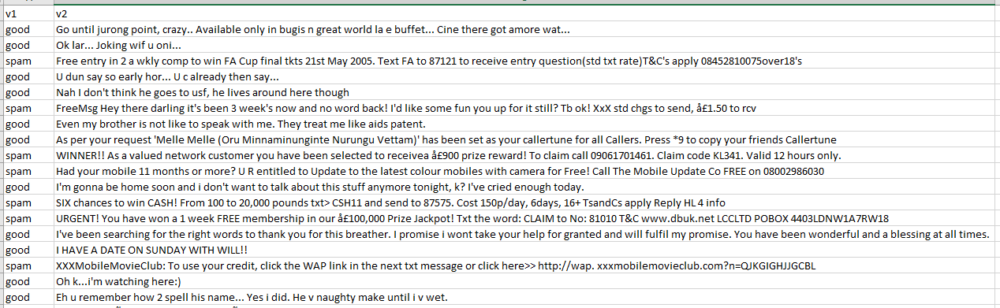 v1 v2
good Go until jurong point, crazy.. Available only in bugis n great world la e buffet... Cine there got amore wat...
good Ok lar... Joking wif u oni...
spam Free entry in 2 a wkly comp to win FA Cup final tkts 21st May 2005. Text FA to 87121 to receive entry question(std txt rate)T&C's apply 08452810075over18's
good U dun say so early hor... U c already then say...
good Nah I don't think he goes to usf, he lives around here though
spam FreeMsg Hey there darling it's been 3 week's now and no word back! I'd like some fun you up for it still? Tb ok! XxX std chgs to send, å£1.50 to rcv
good Even my brother is not like to speak with me. They treat me like aids patent.
good As per your request 'Melle Melle (Oru Minnaminunginte Nurungu Vettam)' has been set as your callertune for all Callers. Press *9 to copy your friends Callertune
spam WINNER!! As a valued network customer you have been selected to receivea å£900 prize reward! To claim call 09061701461. Claim code KL341. Valid 12 hours only.
spam Had your mobile 11 months or more? U R entitled to Update to the latest colour mobiles with camera for Free! Call The Mobile Update Co FREE on 08002986030
good I'm gonna be home soon and i don't want to talk about this stuff anymore tonight, k? I've cried enough today.
spam SIX chances to win CASH! From 100 to 20,000 pounds txt> CSH11 and send to 87575. Cost 150p/day, 6days, 16+ TsandCs apply Reply HL 4 info
spam URGENT! You have won a 1 week FREE membership in our å£100,000 Prize Jackpot! Txt the word: CLAIM to No: 81010 T&C www.dbuk.net LCCLTD POBOX 4403LDNW1A7RW18
good I've been searching for the right words to thank you for this breather. I promise i wont take your help for granted and will fulfil my promise. You have been wonderful and a blessing at all times.
good I HAVE A DATE ON SUNDAY WITH WILL!!
spam XXXMobileMovieClub: To use your credit, click the WAP link in the next txt message or click here>> http://wap. xxxmobilemovieclub.com?n=QJKGIGHJJGCBL
good Oh k...i'm watching here:)
good Eh u remember how 2 spell his name... Yes i did. He v naughty make until i v wet.